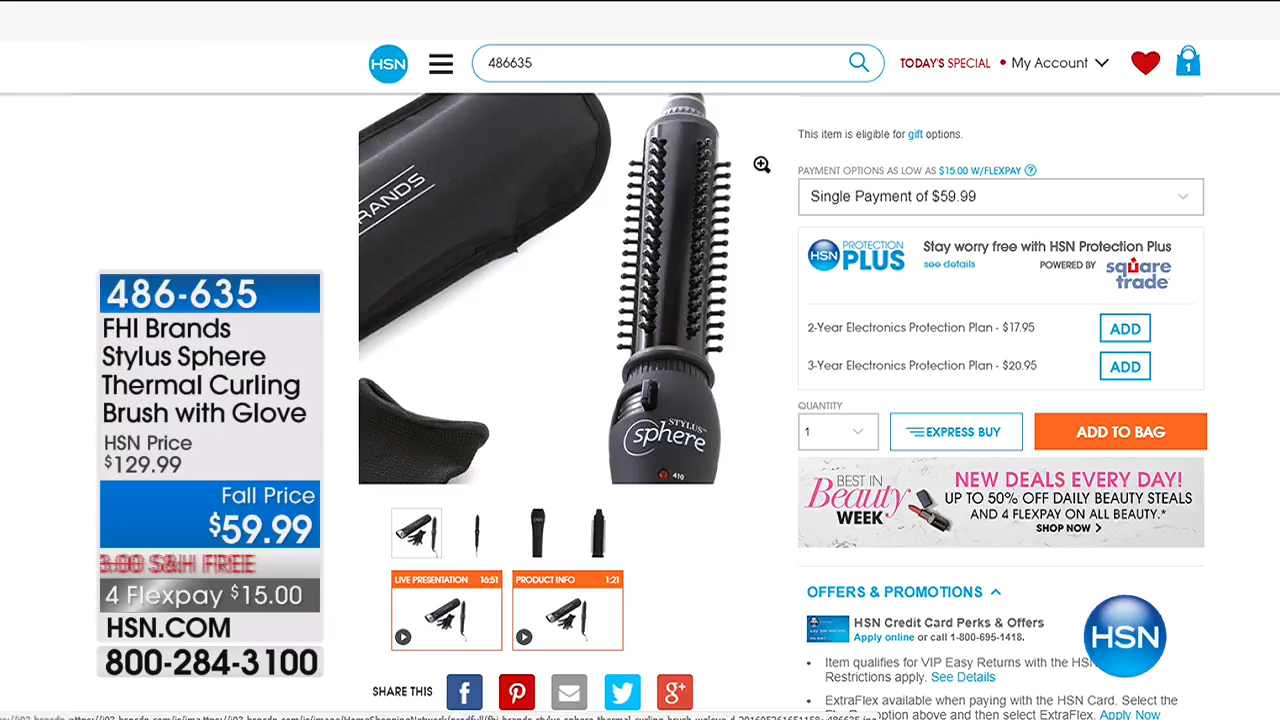 HSN
486635
TODAY'S SPECIAL • My Account
1
This item is eligible for gift options.
PAYMENT OPTIONS AS LOW AS $15.00 W/FLEXPAY ?
Single Payment of $59.99
HSN PROTECTION PLUS
Stay worry free with HSN Protection Plus
see details
POWERED BY square trade
2-Year Electronics Protection Plan - $17.95
ADD
3-Year Electronics Protection Plan - $20.95
ADD
QUANTITY
1
EXPRESS BUY
ADD TO BAG
BEST IN
Beauty
WEEK
NEW DEALS EVERY DAY!
UP TO 50% OFF DAILY BEAUTY STEALS
AND 4 FLEXPAY ON ALL BEAUTY.*
SHOP NOW >
OFFERS & PROMOTIONS
HSN Credit Card Perks & Offers
Apply online or call 1-800-695-1418.
• Item qualifies for VIP Easy Returns with the
Restrictions apply. See Details
• ExtraFlex available when paying with the HSN Card. Select the
option above and then select ExtraFlex. Apply Now
HSN
BRANDS
STYLUS™
sphere
410
LIVE PRESENTATION 16:51
PRODUCT INFO 1:21
SHARE THIS
f
g+
486-635
FHI Brands
Stylus Sphere
Thermal Curling
Brush with Glove
HSN Price
$129.99
Fall Price
$59.99
S&H FREE
4 Flexpay $15.00
HSN.COM
800-284-3100